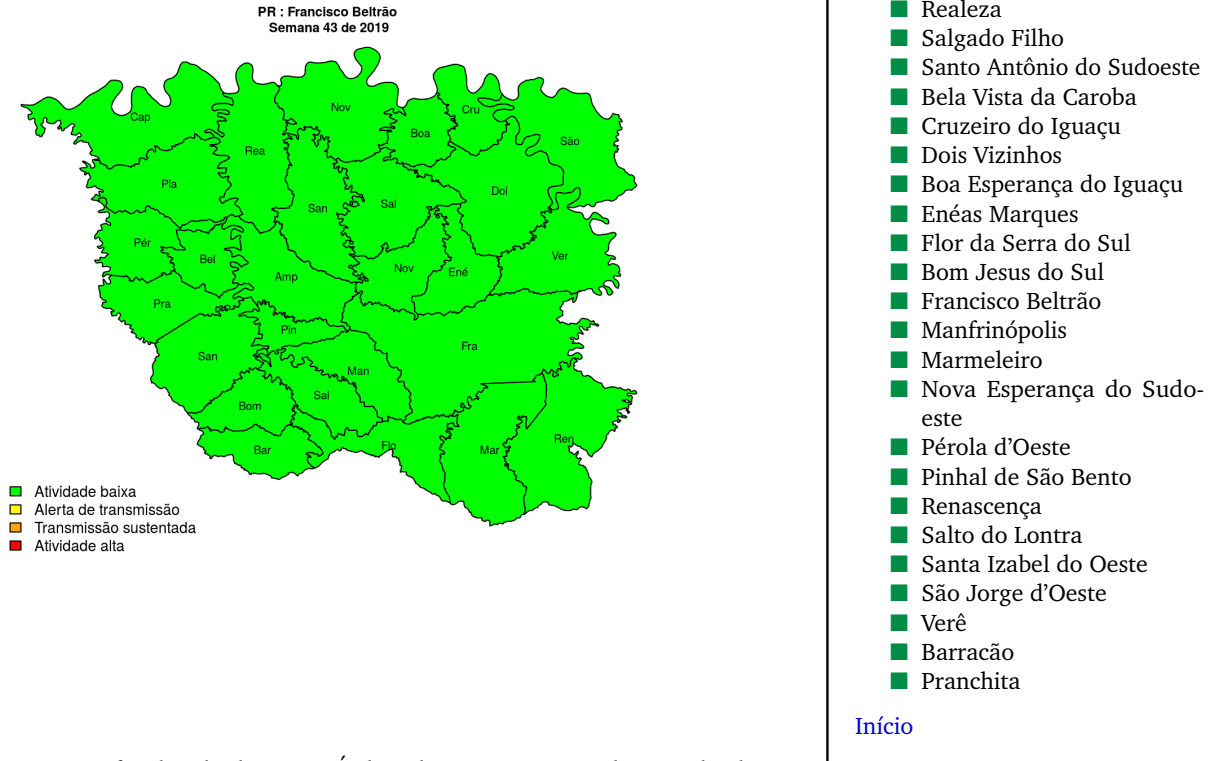 PR : Francisco Beltrão
Semana 43 de 2019
Nov
Cap
Cru
Boa
São
Rea
Pla
Doi
Sal
San
Pér
Bel
Ver
Nov
Ené
Amp
Pra
Pin
Fra
San
Man
Sal
Bom
Ren
Flo
Bar
Mar
Atividade baixa
Alerta de transmissão
Transmissão sustentada
Atividade alta
Realeza
Salgado Filho
Santo Antônio do Sudoeste
Bela Vista da Caroba
Cruzeiro do Iguaçu
Dois Vizinhos
Boa Esperança do Iguaçu
Enéas Marques
Flor da Serra do Sul
Bom Jesus do Sul
Francisco Beltrão
Manfrinópolis
Marmeleiro
Nova Esperança do Sudo-
este
Pérola d'Oeste
Pinhal de São Bento
Renascença
Salto do Lontra
Santa Izabel do Oeste
São Jorge d'Oeste
Verê
Barracão
Pranchita
Início